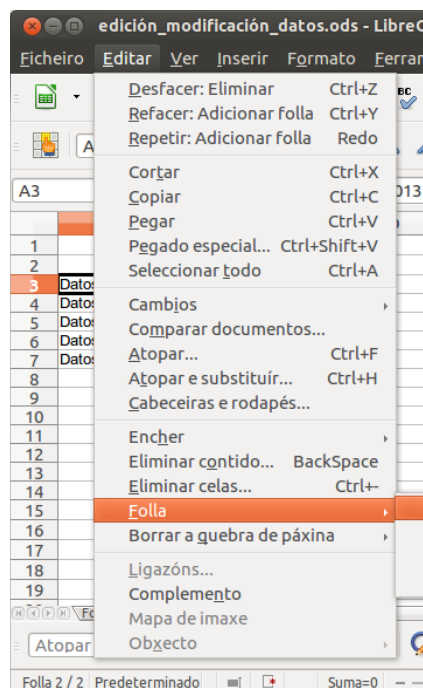 edición_modificación_datos.ods - LibreC
Ficheiro Editar Ver Inserir Formato Ferrar
Desfacer: Eliminar Ctrl+Z
Refacer: Adicionar folla Ctrl+Y
Repetir: Adicionar folla Redo
Cortar Ctrl+X
A3
Copiar Ctrl+C
013
Pegar Ctrl+V
Pegado especial... Ctrl+Shift+V
1
Seleccionar todo Ctrl+A
2
3 Datos
4 Datos
Cambios
5 Datos
Comparar documentos...
6 Datos
Atopar... Ctrl+F
7 Datos
Atopar e substituír... Ctrl+H
8
Cabeceiras e rodapés...
9
10
11
Encher
12
Eliminar contido... BackSpace
13
Eliminar celas... Ctrl+-
14
15
Folla
16
Borrar a quebra de páxina
17
18
Ligazóns...
19
Complemento
Mapa de imaxe
Atopar
Obxecto
Folla 2 / 2 Predeterminado Suma=0